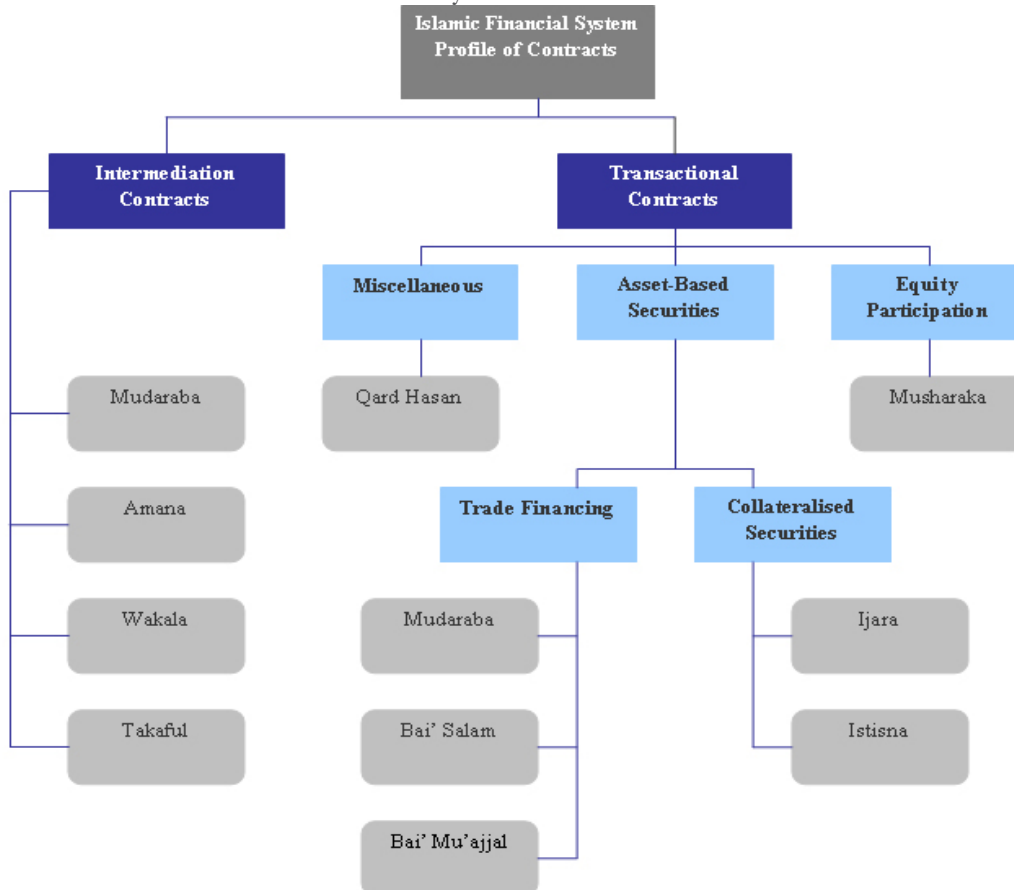 Islamic Financial System
Profile of Contracts
Intermediation
Contracts
Transactional
Contracts
Miscellaneous
Asset-Based
Securities
Equity
Participation
Mudaraba
Qard Hasan
Musharaka
Amana
Trade Financing
Collateralised
Securities
Wakala
Mudaraba
Ijara
Takaful
Bai’ Salam
Istisna
Bai’ Mu’ajjal